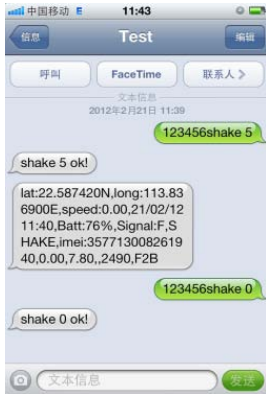 中国移动 E 11:43
信息 Test 编辑
呼叫 FaceTime 联系人 >
文本信息
2012年2月21日 11:39
123456shake 5
shake 5 ok!
lat:22.587420N,long:113.83
6900E,speed:0.00,21/02/12
11:40,Batt:76%,Signal:F,S
HAKE,imei:3577130082619
40,0.00,7.80,,2490,F2B
123456shake 0
shake 0 ok!
文本信息 发送